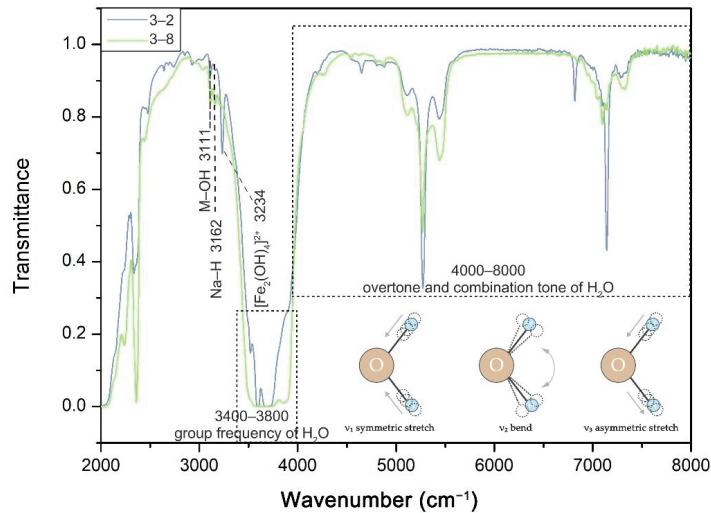 3–2
3–8
1.0
0.8
0.6
0.4
0.2
0.0
Transmittance
M–OH 3111
Na–H 3162
[Fe₂(OH)₄]²⁺ 3234
4000–8000
overtone and combination tone of H₂O
O
O
O
ν₁ symmetric stretch
ν₂ bend
ν₃ asymmetric stretch
3400–3800
group frequency of H₂O
2000
3000
4000
5000
6000
7000
8000
Wavenumber (cm⁻¹)